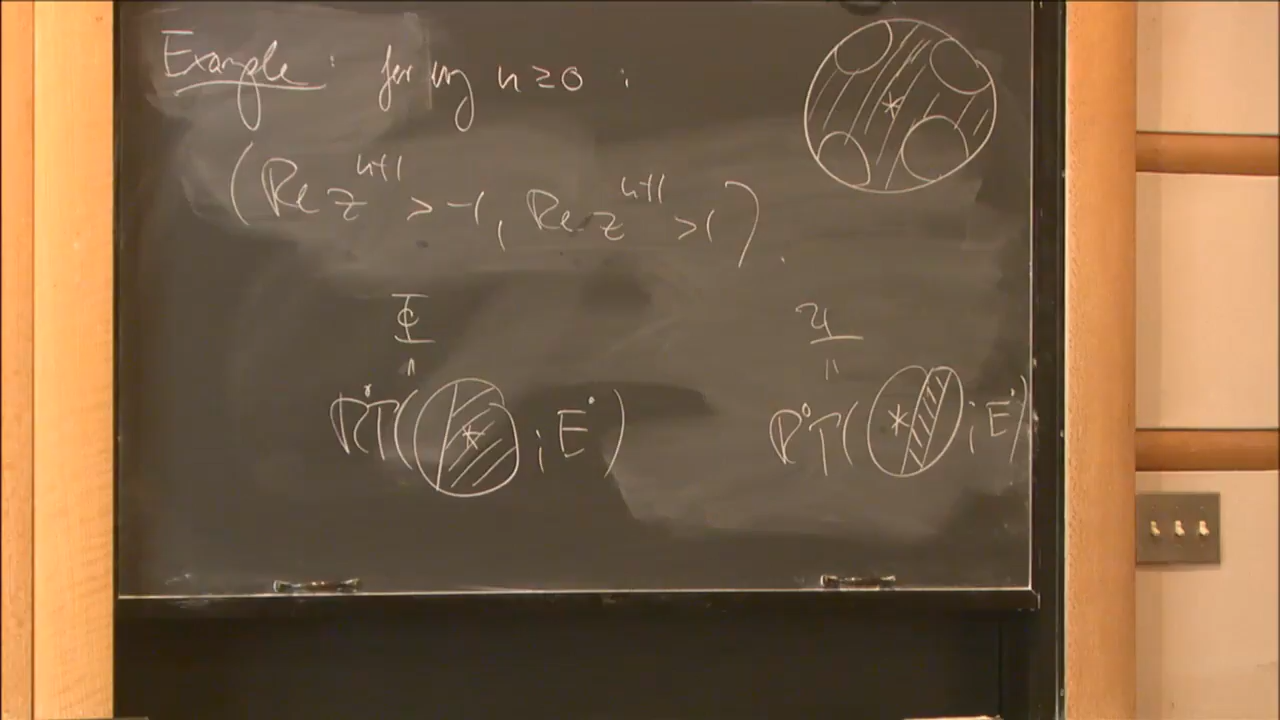 Example : for any n ≥ 0 :
(Re z^{n+1} > -1, Re z^{n+1} > 1).
Φ Ψ
" "
R°Γ( * ; E°) R°Γ( * ; E°)